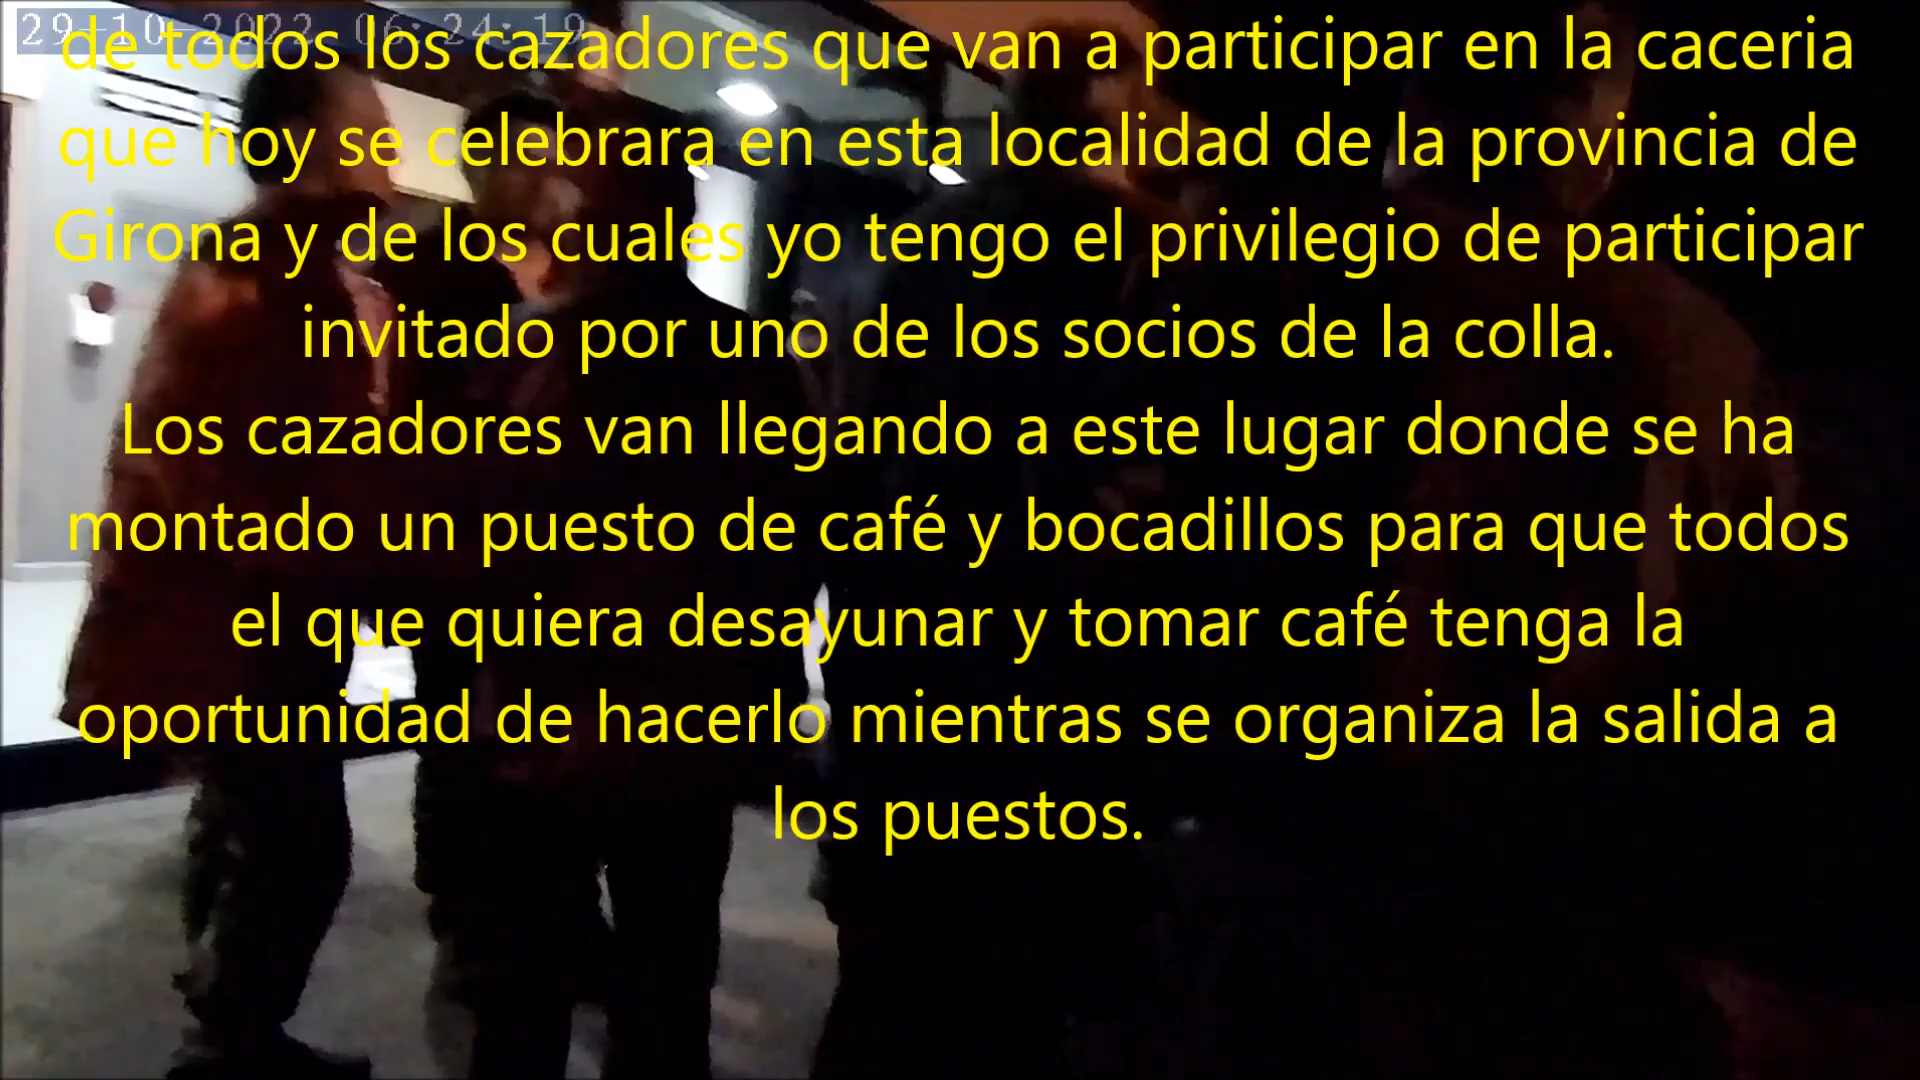 29-10-2022 06:24:19
de todos los cazadores que van a participar en la caceria
que hoy se celebrara en esta localidad de la provincia de
Girona y de los cuales yo tengo el privilegio de participar
invitado por uno de los socios de la colla.
Los cazadores van llegando a este lugar donde se ha
montado un puesto de café y bocadillos para que todos
el que quiera desayunar y tomar café tenga la
oportunidad de hacerlo mientras se organiza la salida a
los puestos.